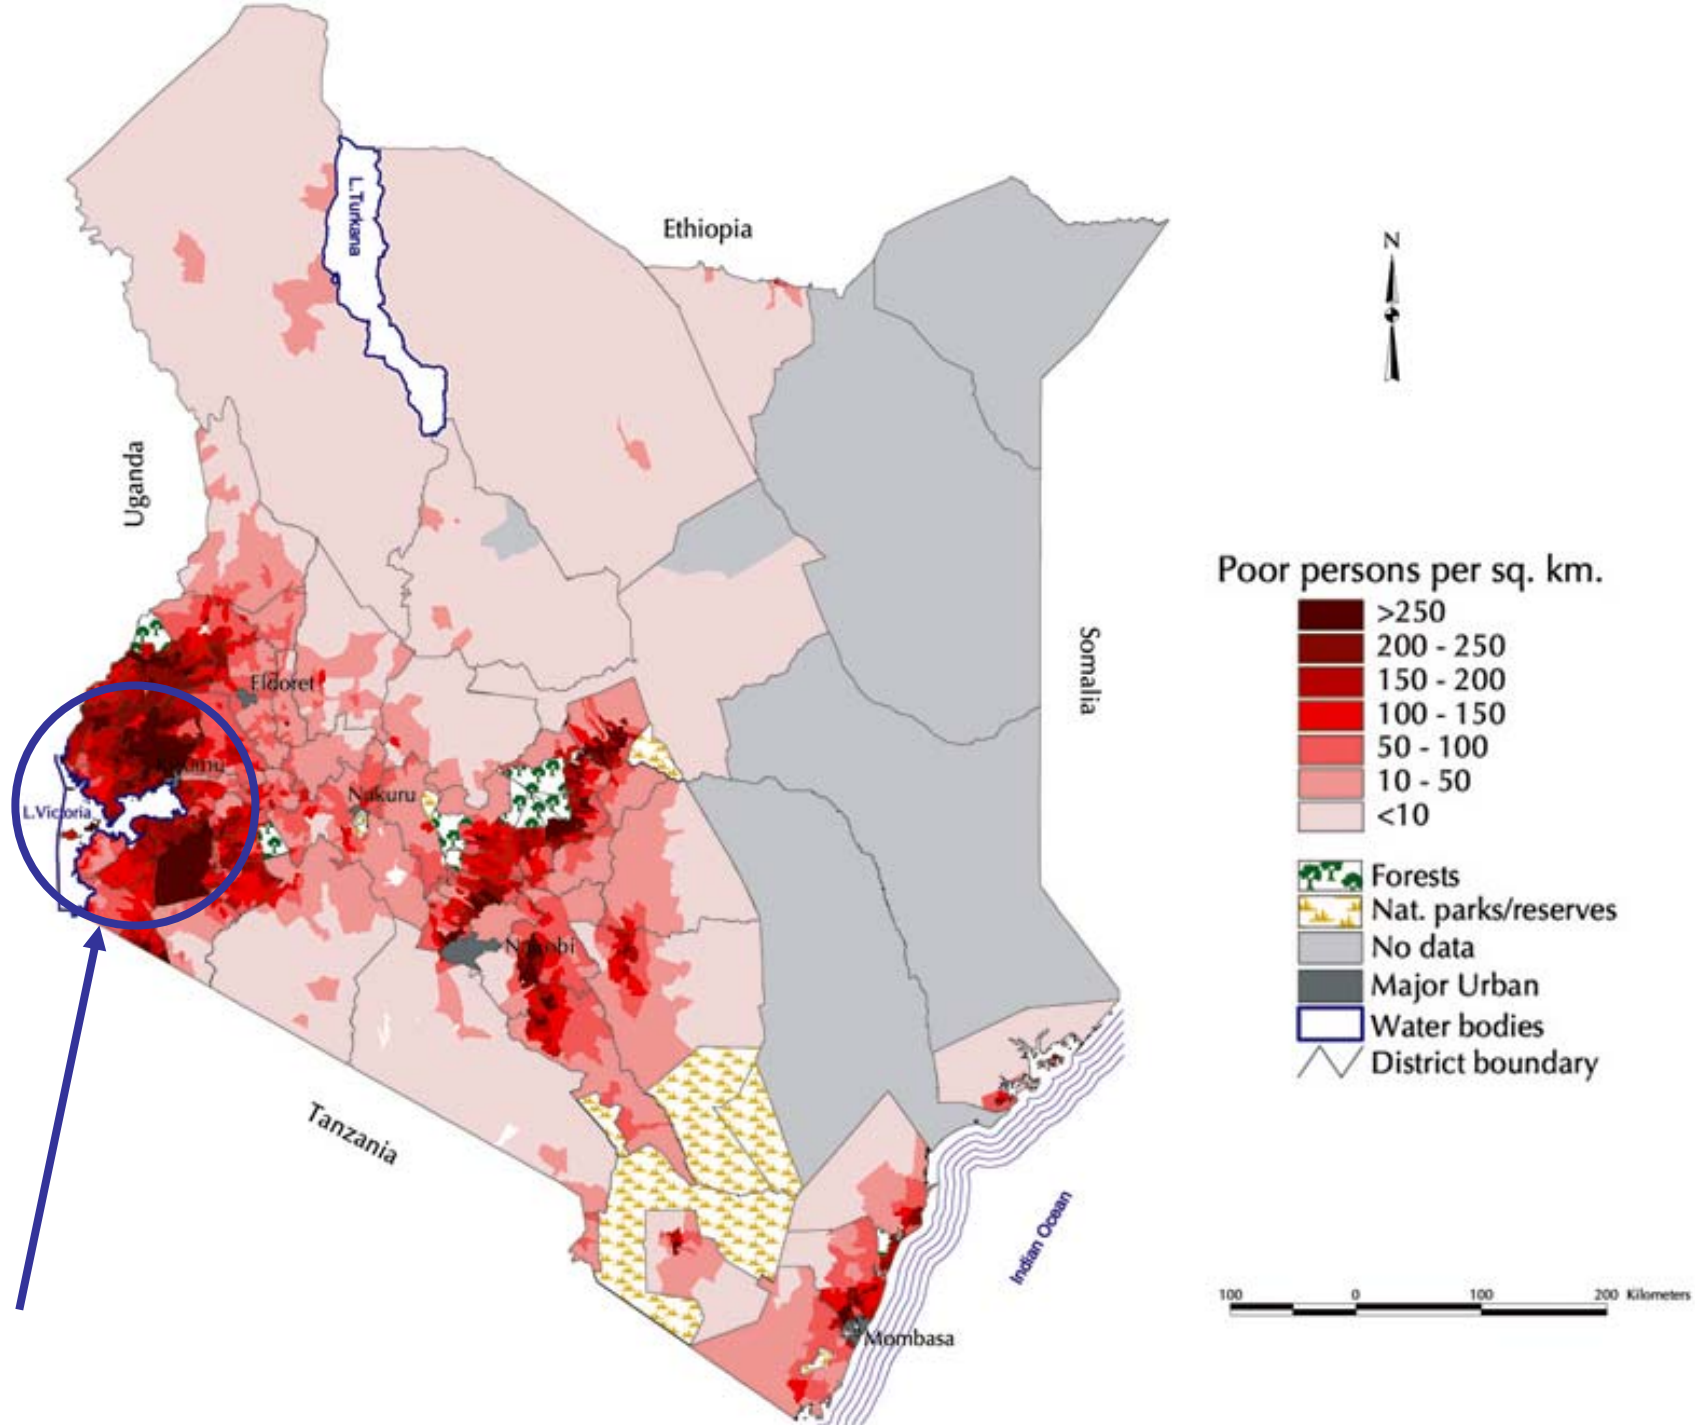 Ethiopia
N
L.Turkana
Uganda
Somalia
Poor persons per sq. km.
>250
200 - 250
150 - 200
100 - 150
50 - 100
10 - 50
<10
Forests
Nat. parks/reserves
No data
Major Urban
Water bodies
District boundary
Eldoret
Kisumu
Nakuru
L.Victoria
Nairobi
Tanzania
Indian Ocean
Mombasa
100 0 100 200 Kilometers